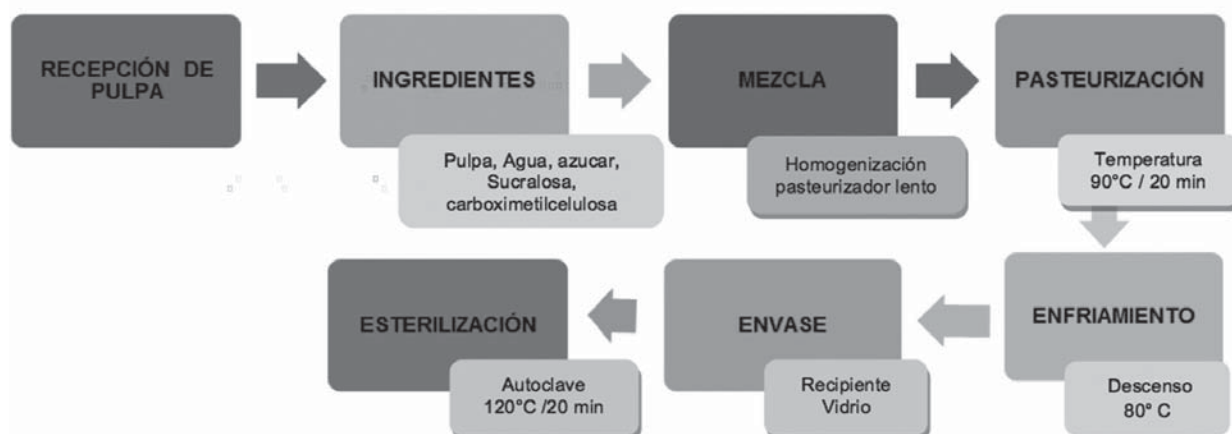 RECEPCIÓN DE
PULPA
INGREDIENTES
Pulpa, Agua, azucar,
Sucralosa,
carboximetilcelulosa
MEZCLA
Homogenización
pasteurizador lento
PASTEURIZACIÓN
Temperatura
90°C / 20 min
ENFRIAMIENTO
Descenso
80° C
ENVASE
Recipiente
Vidrio
ESTERILIZACIÓN
Autoclave
120°C /20 min